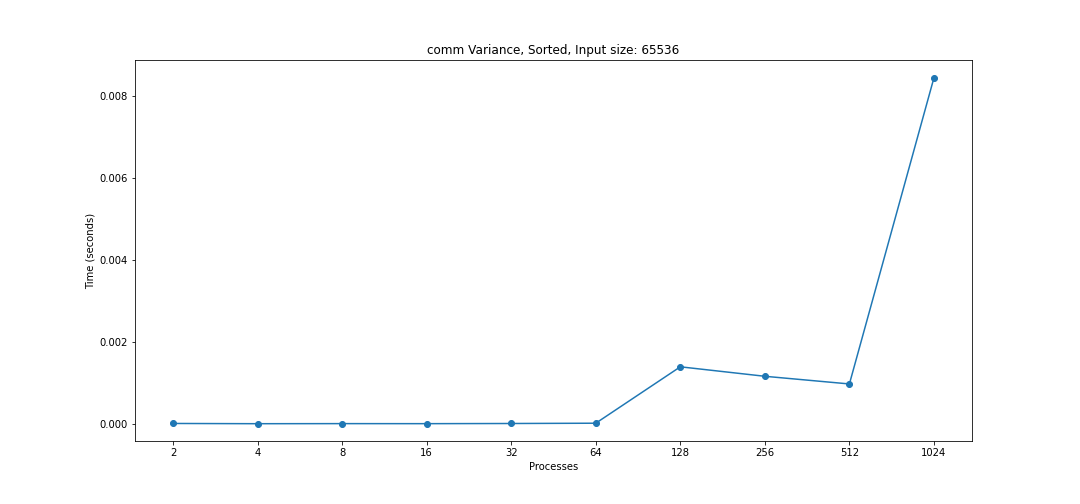 comm Variance, Sorted, Input size: 65536
0.008
0.006
0.004
0.002
0.000
Time (seconds)
2 4 8 16 32 64 128 256 512 1024
Processes